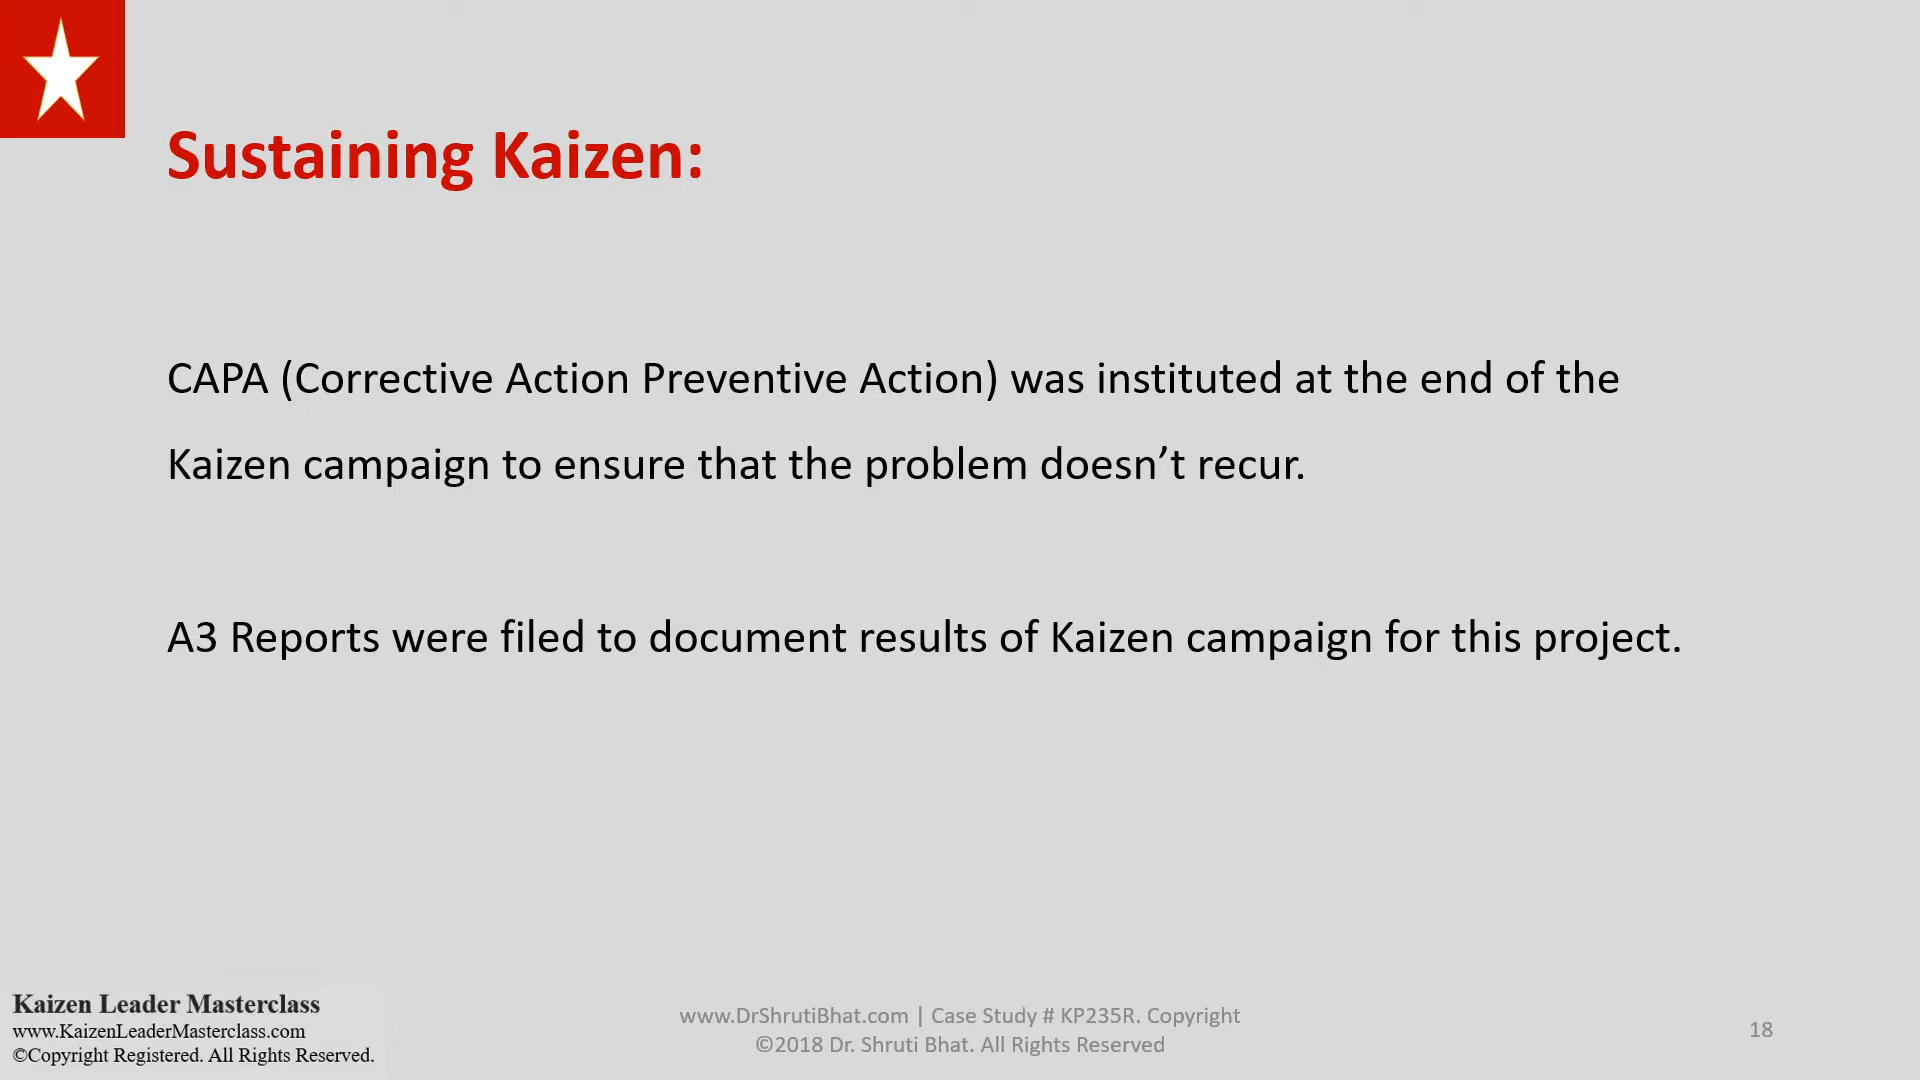 Sustaining Kaizen:
CAPA (Corrective Action Preventive Action) was instituted at the end of the
Kaizen campaign to ensure that the problem doesn’t recur.
A3 Reports were filed to document results of Kaizen campaign for this project.
Kaizen Leader Masterclass
www.KaizenLeaderMasterclass.com
©Copyright Registered. All Rights Reserved.
www.DrShrutiBhat.com | Case Study # KP235R. Copyright
©2018 Dr. Shruti Bhat. All Rights Reserved
18